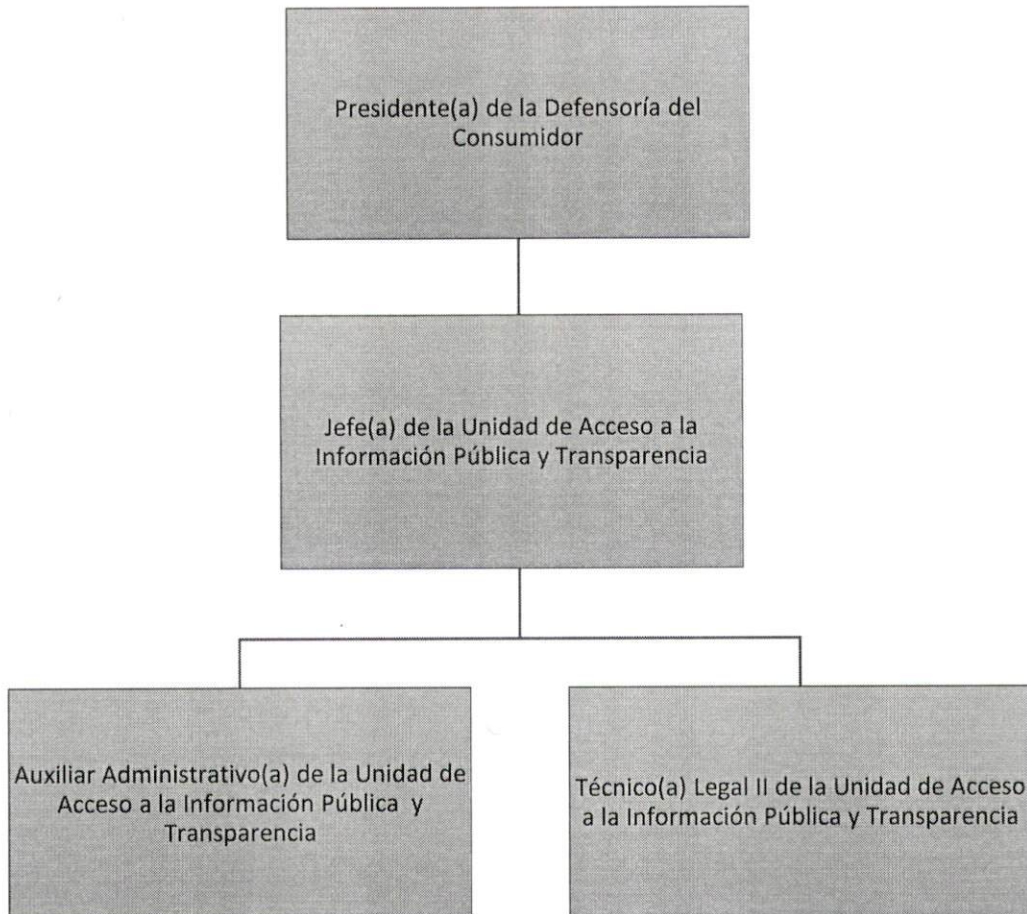 Presidente(a) de la Defensoría del
Consumidor
Jefe(a) de la Unidad de Acceso a la
Información Pública y Transparencia
Auxiliar Administrativo(a) de la Unidad de
Acceso a la Información Pública y
Transparencia
Técnico(a) Legal II de la Unidad de Acceso
a la Información Pública y Transparencia